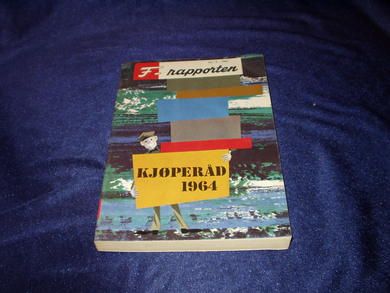 F- rapporten
KJØPERÅD
1964